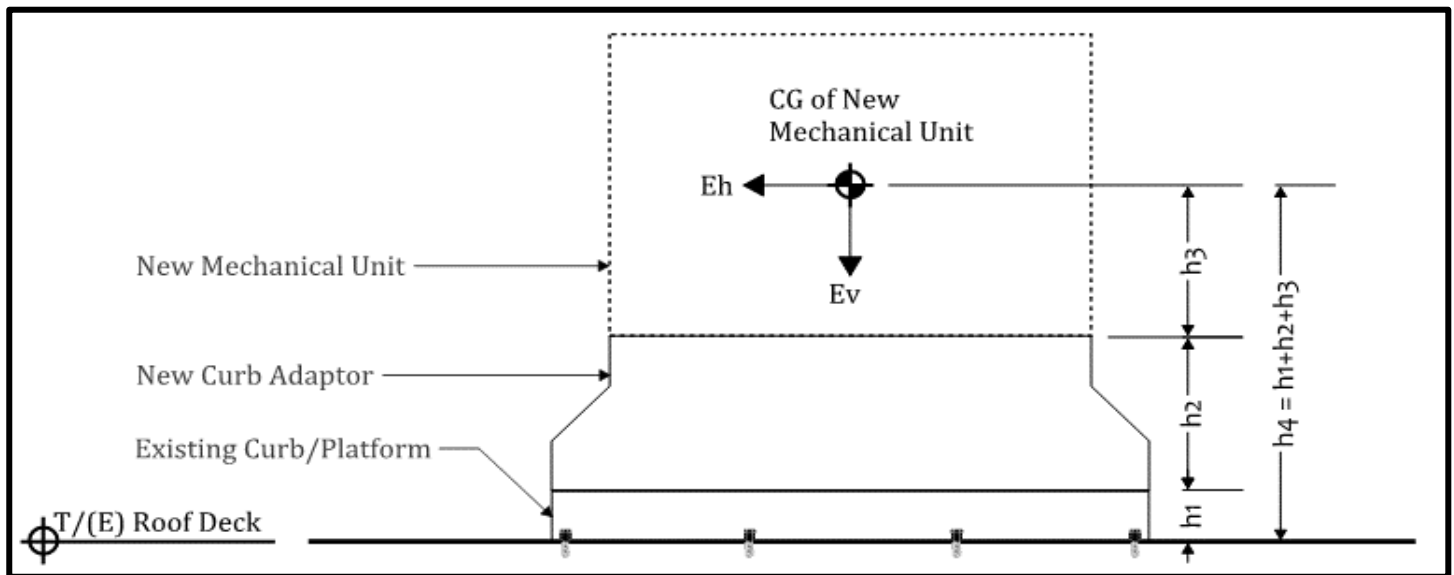 CG of New
Mechanical Unit
Eh
Ev
h3
New Mechanical Unit
New Curb Adaptor
h2
h4 = h1+h2+h3
Existing Curb/Platform
h1
T/(E) Roof Deck